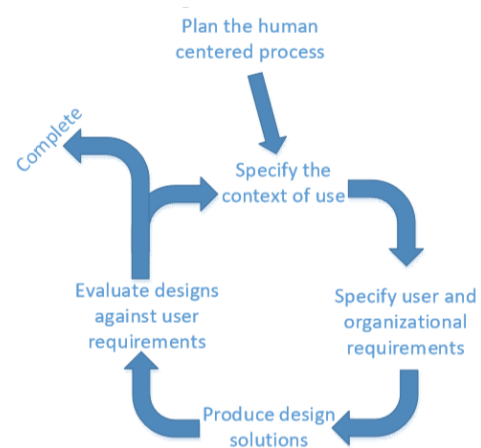 Plan the human
centered process
Complete
Specify the
context of use
Evaluate designs
against user
requirements
Specify user and
organizational
requirements
Produce design
solutions